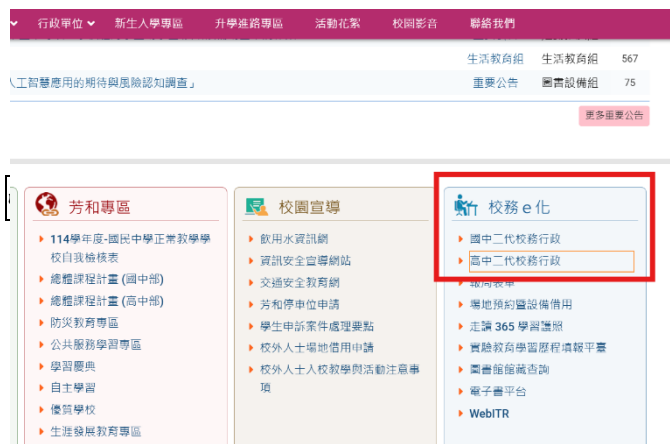 行政單位 新生入學專區 升學進路專區 活動花絮 校園影音 聯絡我們
生活教育組 生活教育組 567
人工智慧應用的期待與風險認知調查」 重要公告 圖書設備組 75
更多重要公告
芳和專區
114學年度-國民中學正常教學學
校自我檢核表
總體課程計畫 (國中部)
總體課程計畫 (高中部)
防災教育專區
公共服務學習專區
學習慶典
自主學習
優質學校
生涯發展教育專區
校園宣導
飲用水資訊網
資訊安全宣導網站
交通安全教育網
芳和停車位申請
學生申訴案件處理要點
校外人士場地借用申請
校外人士入校教學與活動注意事
項
校務e化
國中二代校務行政
高中二代校務行政
報局表單
場地預約暨設備借用
走讀 365 學習護照
實驗教育學習歷程填報平臺
圖書館館藏查詢
電子書平台
WebITR